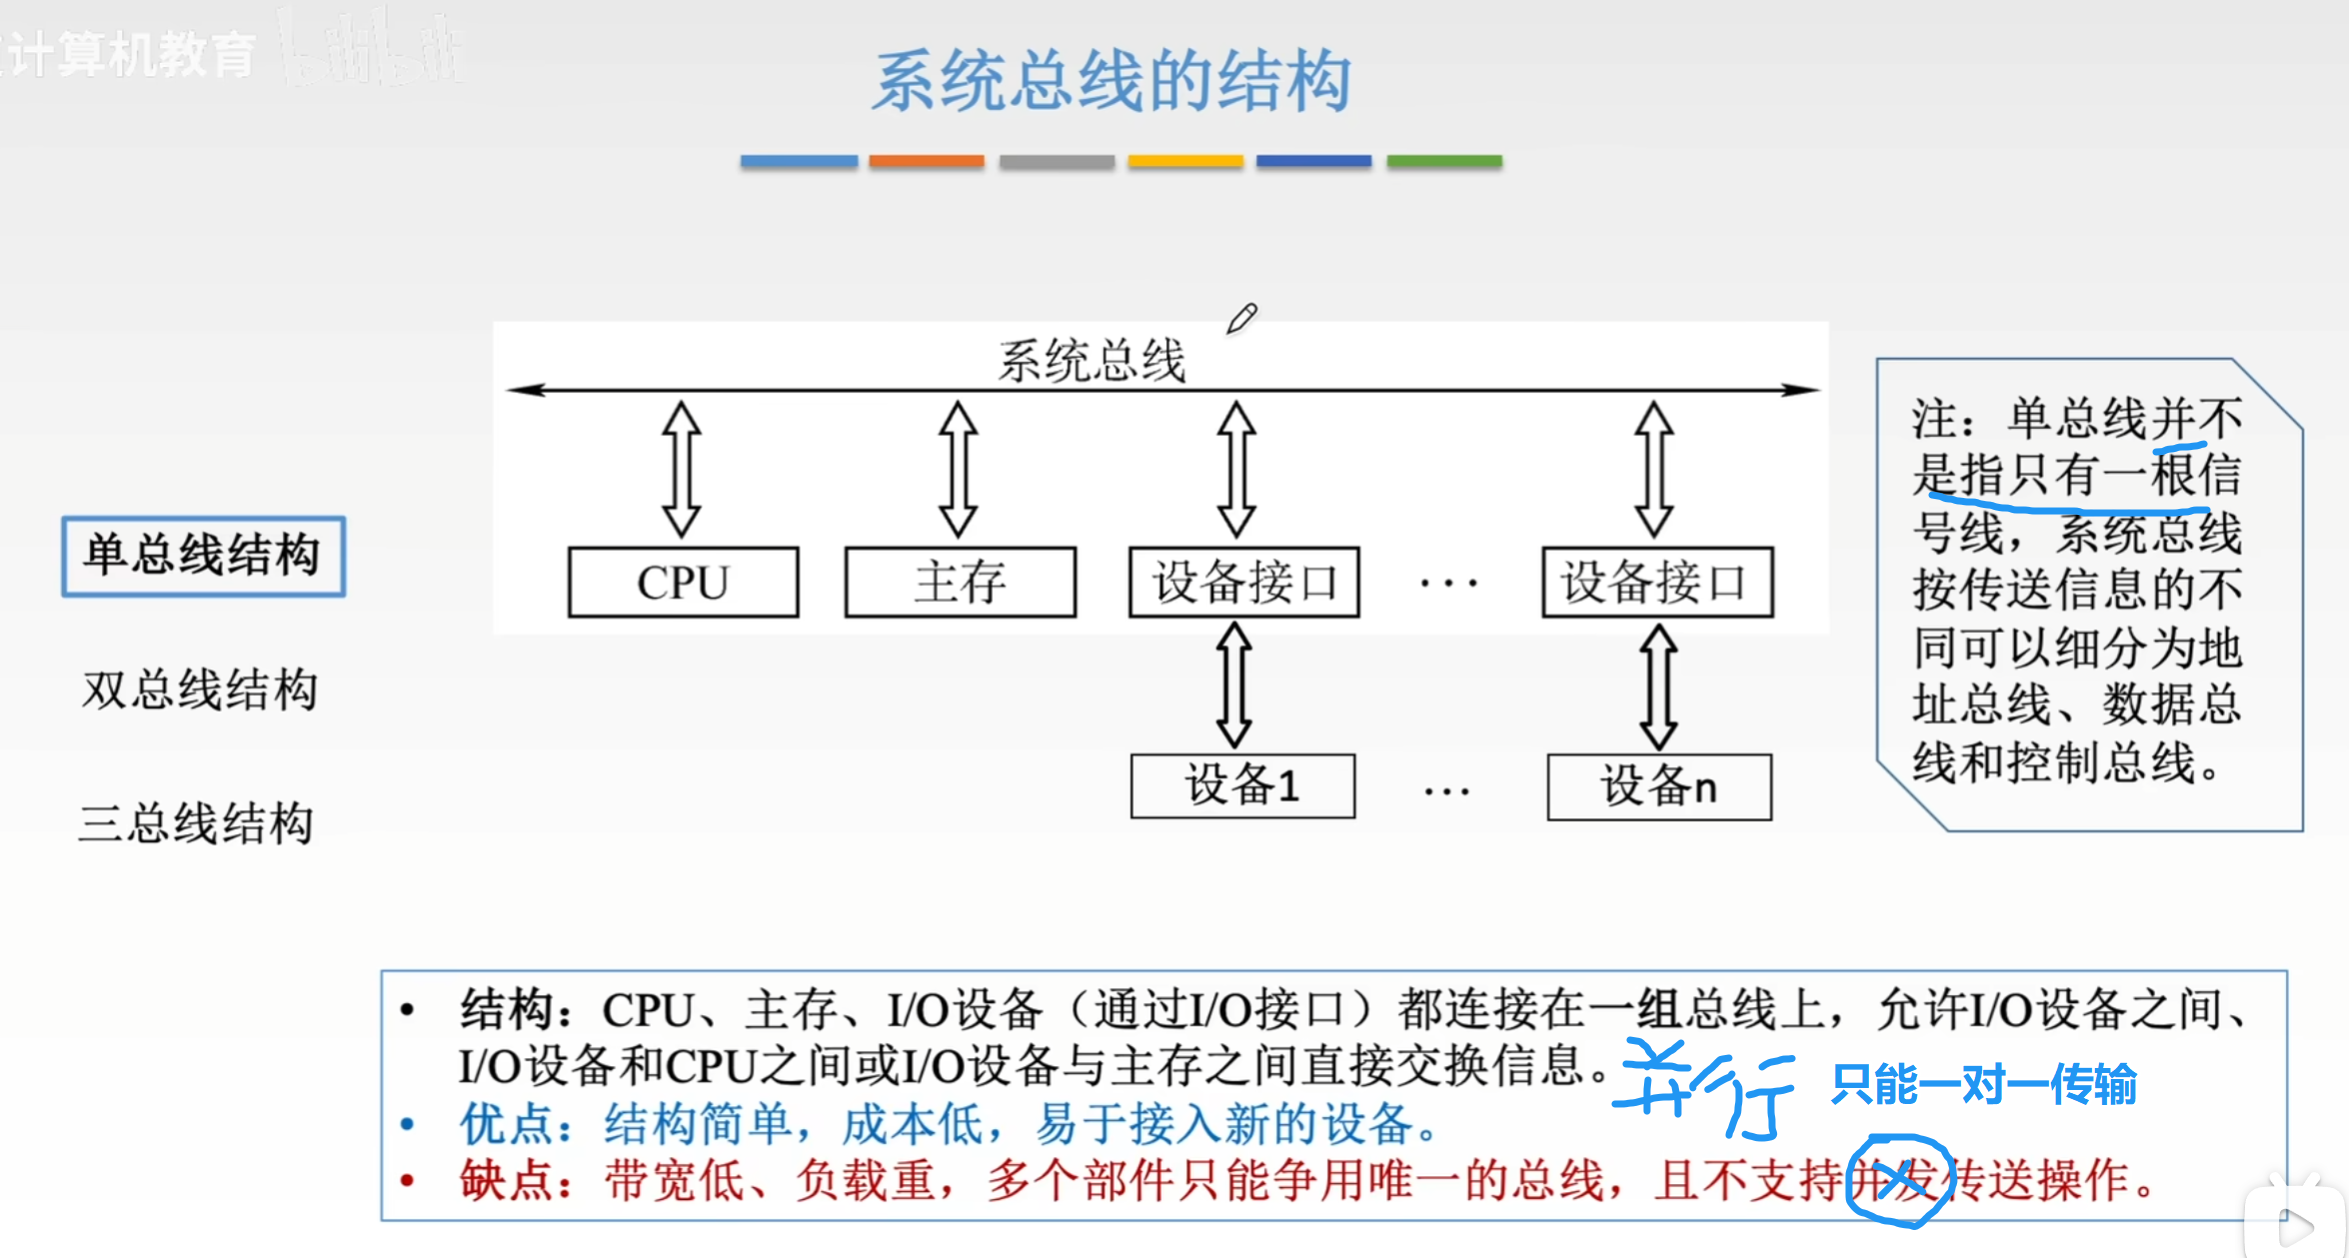 计算机教育 bilibili
系统总线的结构
系统总线
CPU
主存
设备接口
···
设备接口
设备1
···
设备n
单总线结构
双总线结构
三总线结构
注：单总线并不
是指只有一根信
号线，系统总线
按传送信息的不
同可以细分为地
址总线、数据总
线和控制总线。
• 结构：CPU、主存、I/O设备（通过I/O接口）都连接在一组总线上，允许I/O设备之间、
I/O设备和CPU之间或I/O设备与主存之间直接交换信息。
并行
只能一对一传输
• 优点：结构简单，成本低，易于接入新的设备。
• 缺点：带宽低、负载重，多个部件只能争用唯一的总线，且不支持并发传送操作。